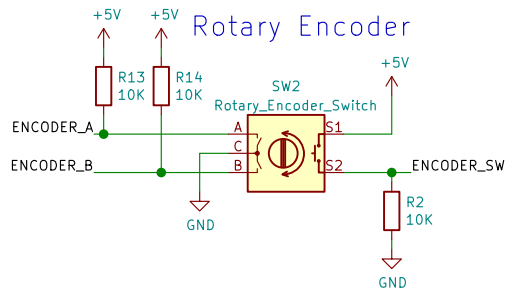 Rotary Encoder
+5V
+5V
+5V
R13
10K
R14
10K
SW2
Rotary_Encoder_Switch
ENCODER_A
A
S1
C
ENCODER_B
B
S2
ENCODER_SW
R2
10K
GND
GND